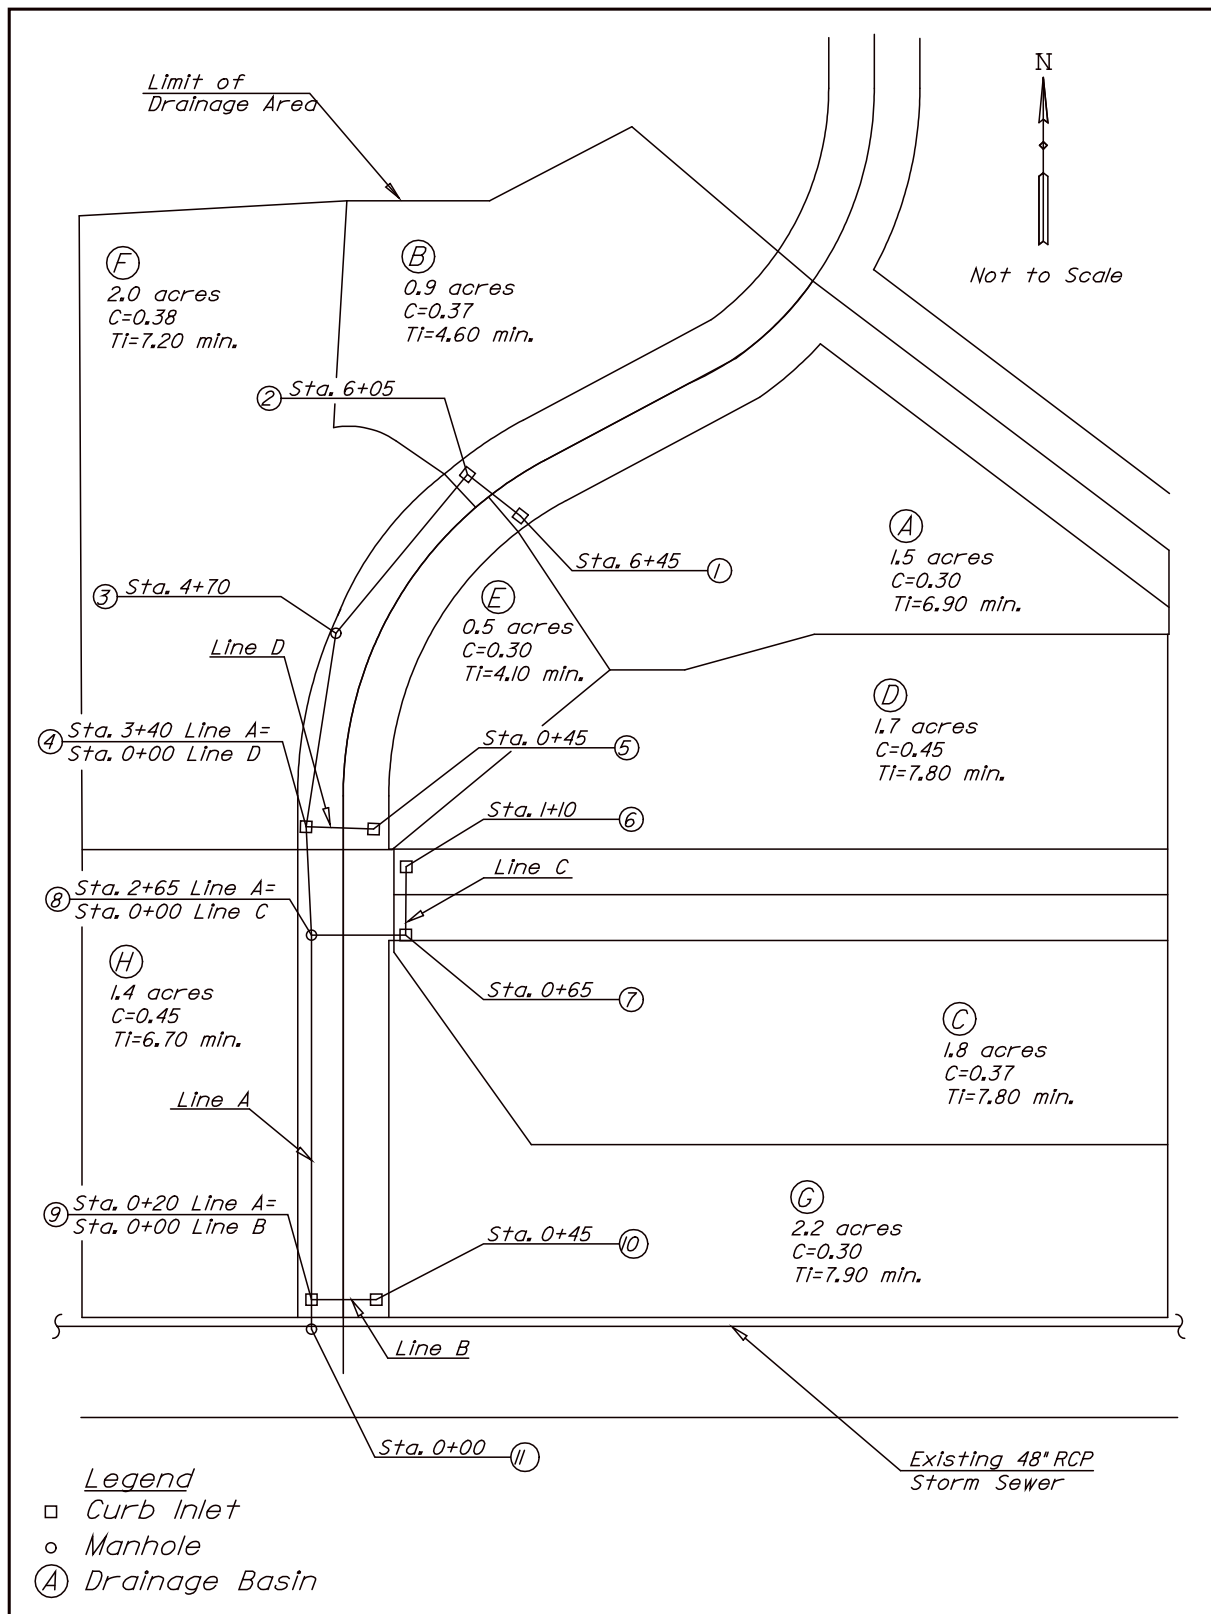 Limit of
Drainage Area
N
Not to Scale
F
2.0 acres
C=0.38
Ti=7.20 min.
B
0.9 acres
C=0.37
Ti=4.60 min.
2 Sta. 6+05
A
1.5 acres
C=0.30
Ti=6.90 min.
Sta. 6+45 1
3 Sta. 4+70
E
0.5 acres
C=0.30
Ti=4.10 min.
Line D
D
1.7 acres
C=0.45
Ti=7.80 min.
4 Sta. 3+40 Line A=
Sta. 0+00 Line D
Sta. 0+45 5
Sta. 1+10 6
Line C
8 Sta. 2+65 Line A=
Sta. 0+00 Line C
H
1.4 acres
C=0.45
Ti=6.70 min.
Sta. 0+65 7
C
1.8 acres
C=0.37
Ti=7.80 min.
Line A
9 Sta. 0+20 Line A=
Sta. 0+00 Line B
G
2.2 acres
C=0.30
Ti=7.90 min.
Sta. 0+45 10
Line B
Sta. 0+00 11
Existing 48" RCP
Storm Sewer
Legend
Curb Inlet
Manhole
A Drainage Basin